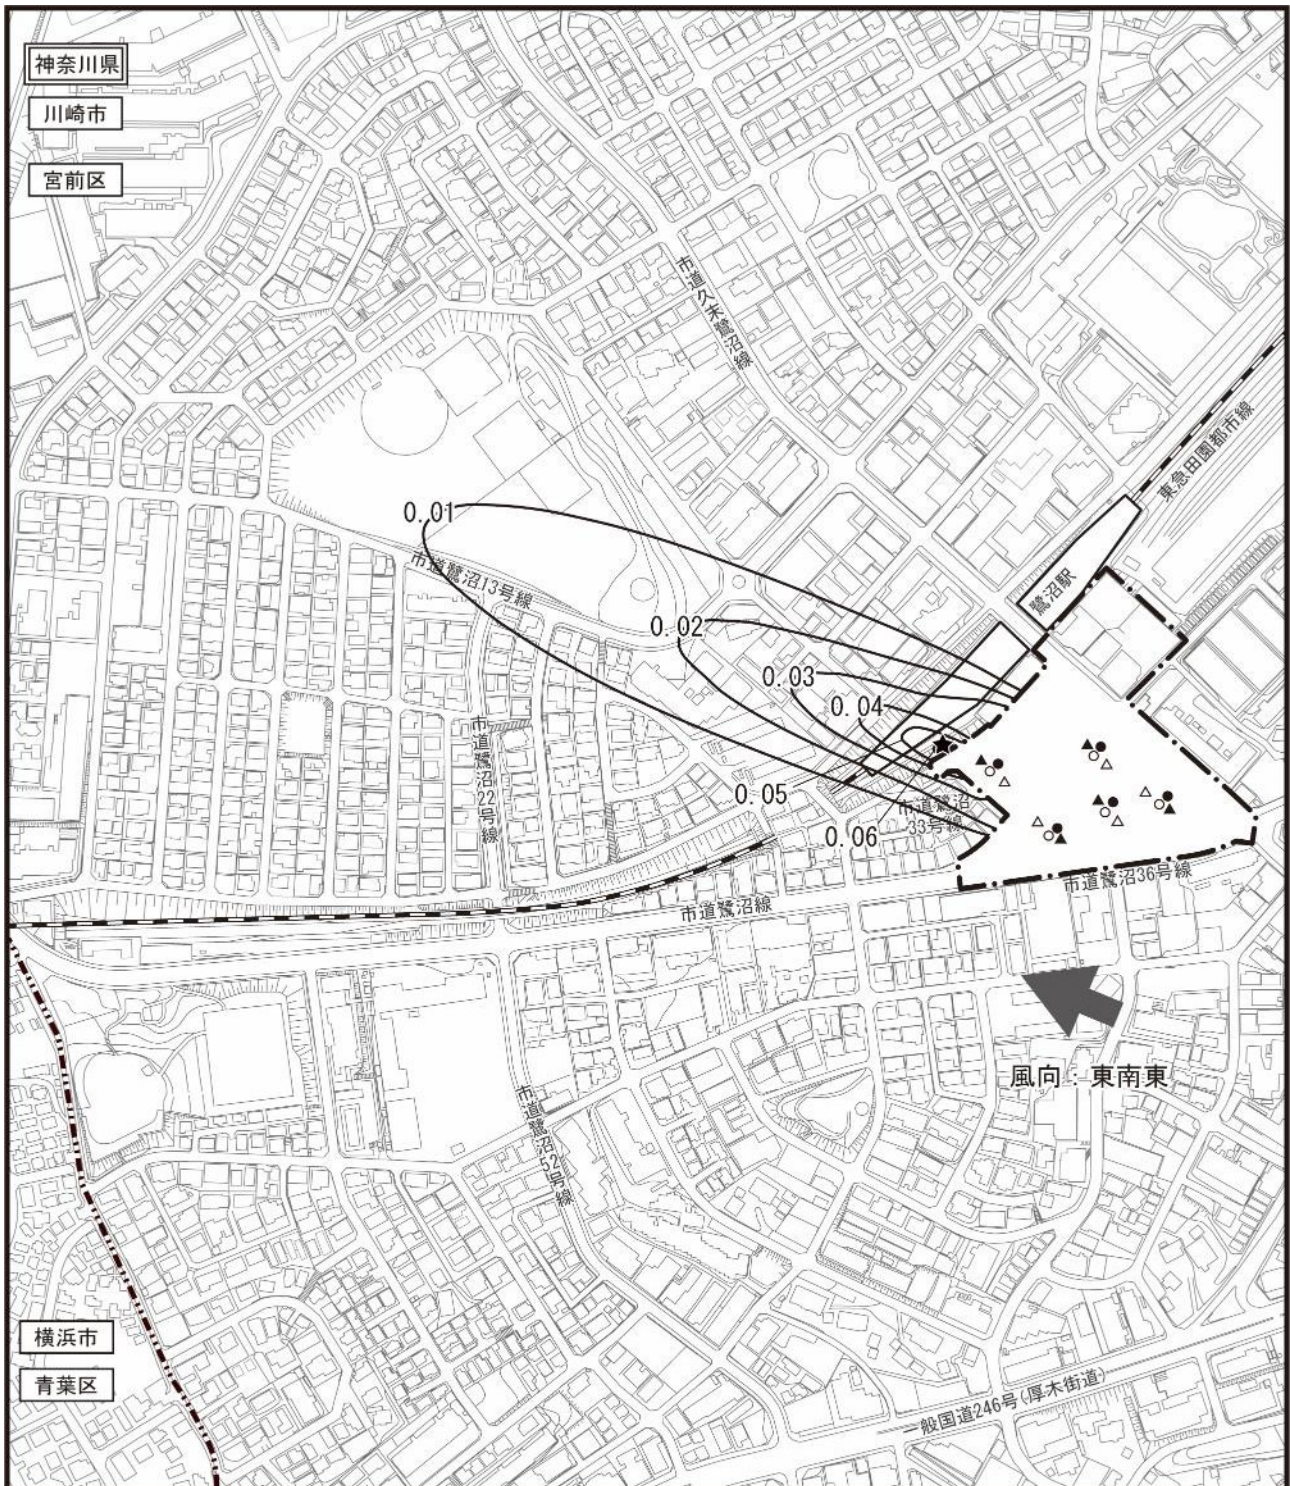 神奈川県
川崎市
宮前区
市道久末鷺沼線
東急田園都市線
鷺沼駅
0.01
市道鷺沼13号線
0.02
0.03
0.04
市道鷺沼22号線
0.05
市道鷺沼
33号線
0.06
市道鷺沼36号線
市道鷺沼線
風向：東南東
市道鷺沼52号線
横浜市
青葉区
一般国道246号(厚木街道)